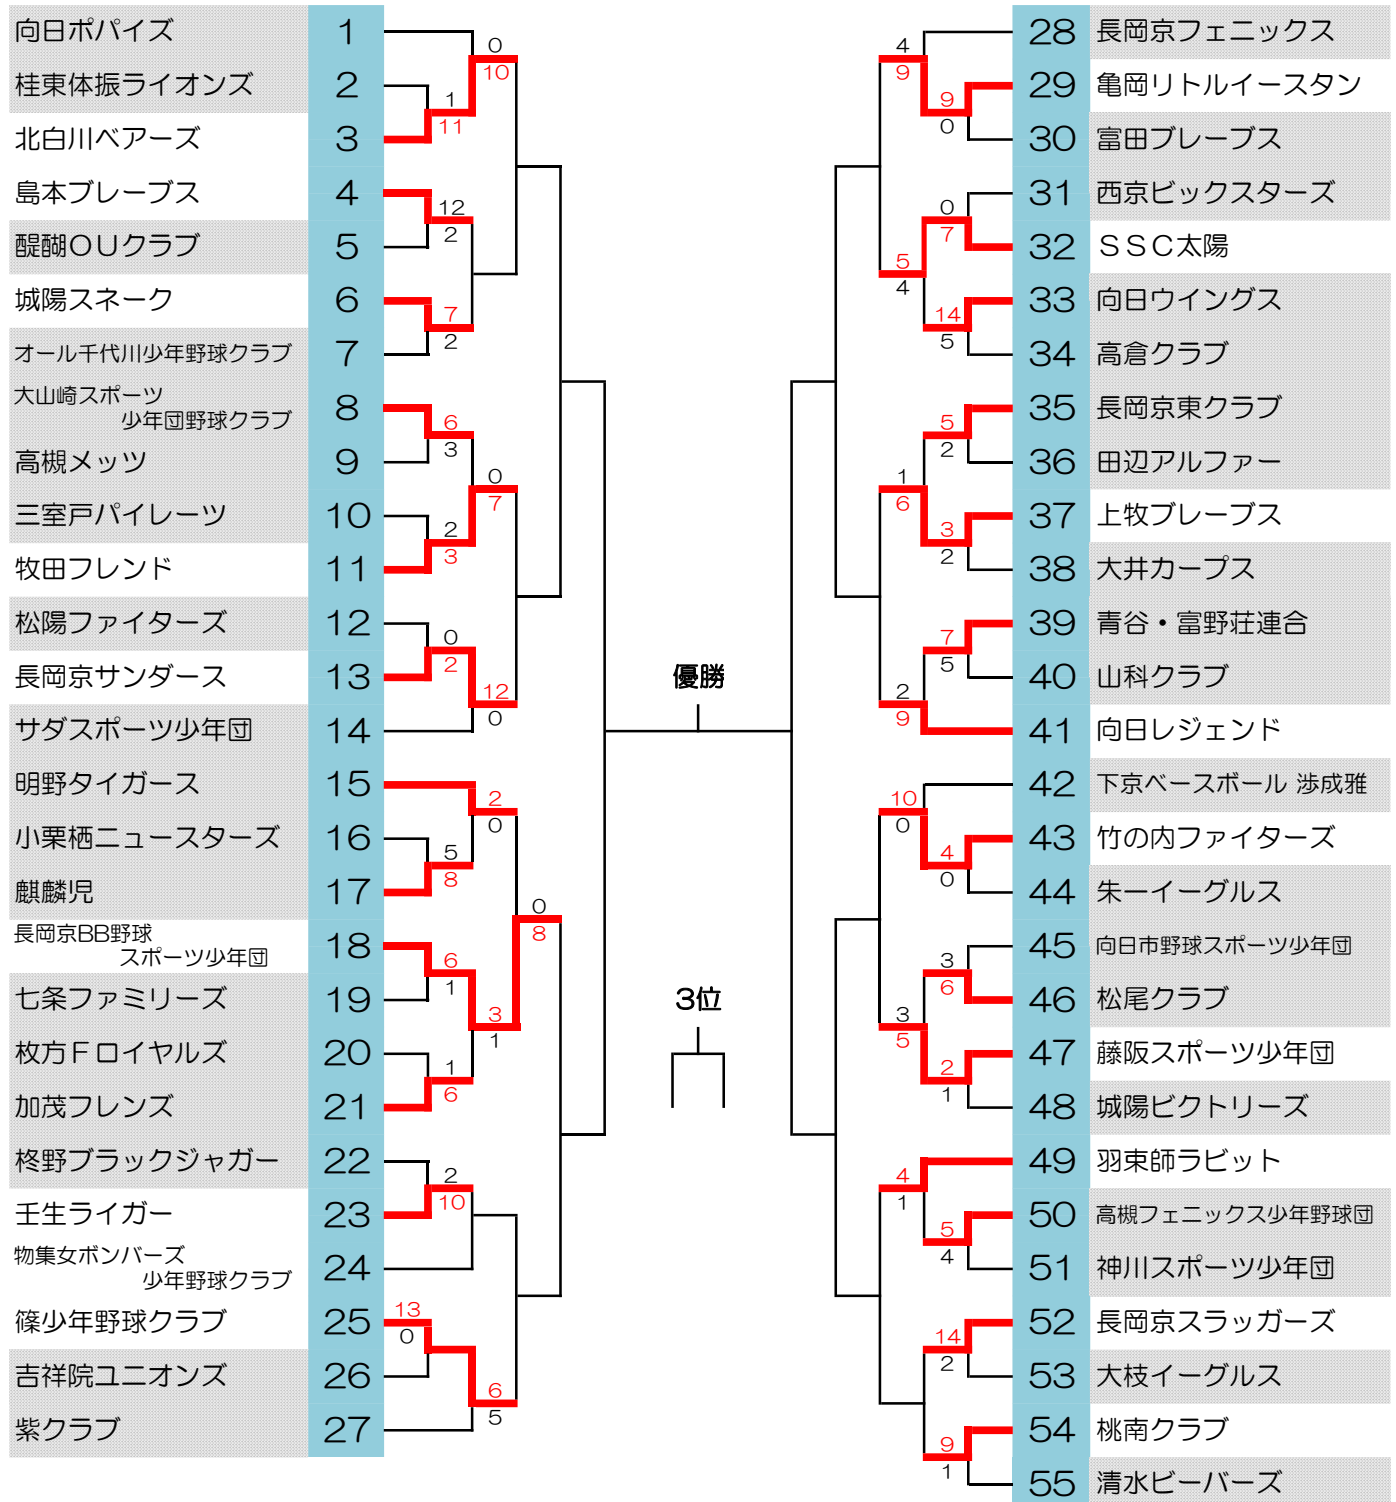 向日ポパイズ 1
桂東体振ライオンズ 2
北白川ベアーズ 3
島本ブレーブス 4
醍醐OUクラブ 5
城陽スネーク 6
オール千代川少年野球クラブ 7
大山崎スポーツ
少年団野球クラブ 8
高槻メッツ 9
三室戸パイレーツ 10
牧田フレンド 11
松陽ファイターズ 12
長岡京サンダース 13
サダスポーツ少年団 14
明野タイガース 15
小栗栖ニュースターズ 16
麒麟児 17
長岡京BB野球
スポーツ少年団 18
七条ファミリーズ 19
枚方Fロイヤルズ 20
加茂フレンズ 21
柊野ブラックジャガー 22
壬生ライガー 23
物集女ボンバーズ
少年野球クラブ 24
篠少年野球クラブ 25
吉祥院ユニオンズ 26
紫クラブ 27
0
10
1
11
12
2
7
2
6
3
0
7
2
3
0
2
12
0
2
0
5
8
0
8
6
1
3
1
1
6
2
10
13
0
6
5
優勝
3位
4
9
9
0
0
7
5
4
14
5
5
2
1
6
3
2
7
5
2
9
10
0
4
0
3
6
3
5
2
1
4
1
5
4
14
2
9
1
28 長岡京フェニックス
29 亀岡リトルイースタン
30 富田ブレーブス
31 西京ビックスターズ
32 SSC太陽
33 向日ウイングス
34 高倉クラブ
35 長岡京東クラブ
36 田辺アルファー
37 上牧ブレーブス
38 大井カープス
39 青谷・富野荘連合
40 山科クラブ
41 向日レジェンド
42 下京ベースボール 渉成雅
43 竹の内ファイターズ
44 朱一イーグルス
45 向日市野球スポーツ少年団
46 松尾クラブ
47 藤阪スポーツ少年団
48 城陽ビクトリーズ
49 羽束師ラビット
50 高槻フェニックス少年野球団
51 神川スポーツ少年団
52 長岡京スラッガーズ
53 大枝イーグルス
54 桃南クラブ
55 清水ビーバーズ